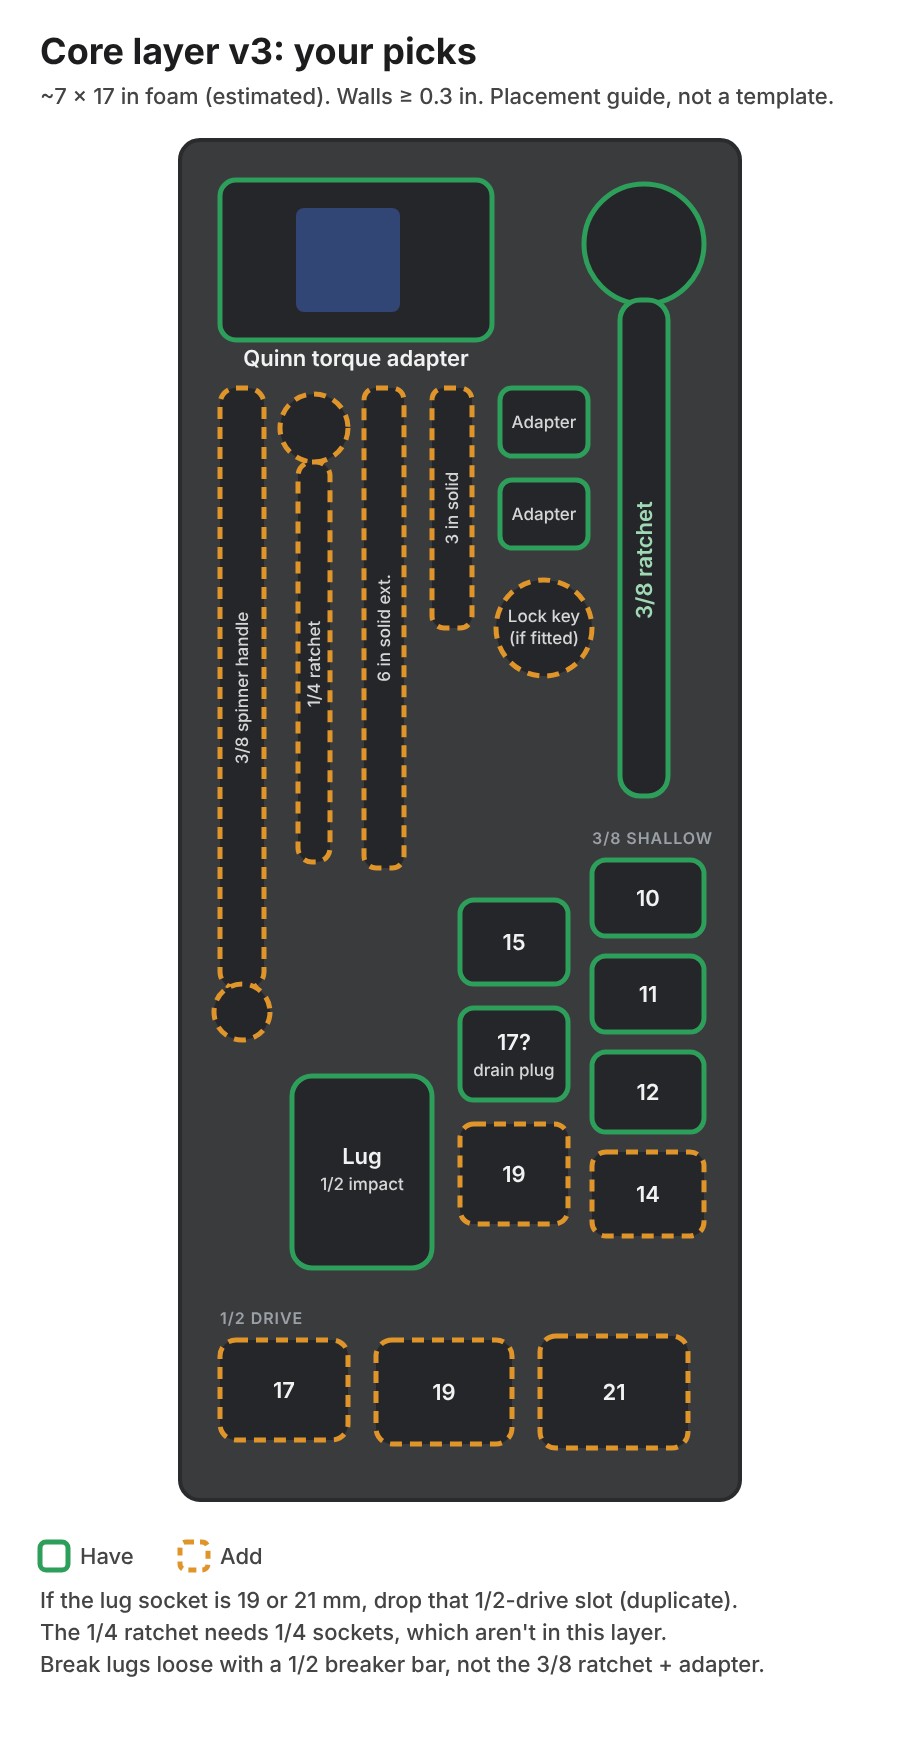 Core layer v3: your picks
~7 × 17 in foam (estimated). Walls ≥ 0.3 in. Placement guide, not a template.
Quinn torque adapter
3/8 spinner handle
1/4 ratchet
6 in solid ext.
3 in solid
Adapter
Adapter
Lock key
(if fitted)
3/8 ratchet
3/8 SHALLOW
10
15
11
17?
drain plug
12
Lug
1/2 impact
19
14
1/2 DRIVE
17
19
21
Have
Add
If the lug socket is 19 or 21 mm, drop that 1/2-drive slot (duplicate).
The 1/4 ratchet needs 1/4 sockets, which aren't in this layer.
Break lugs loose with a 1/2 breaker bar, not the 3/8 ratchet + adapter.